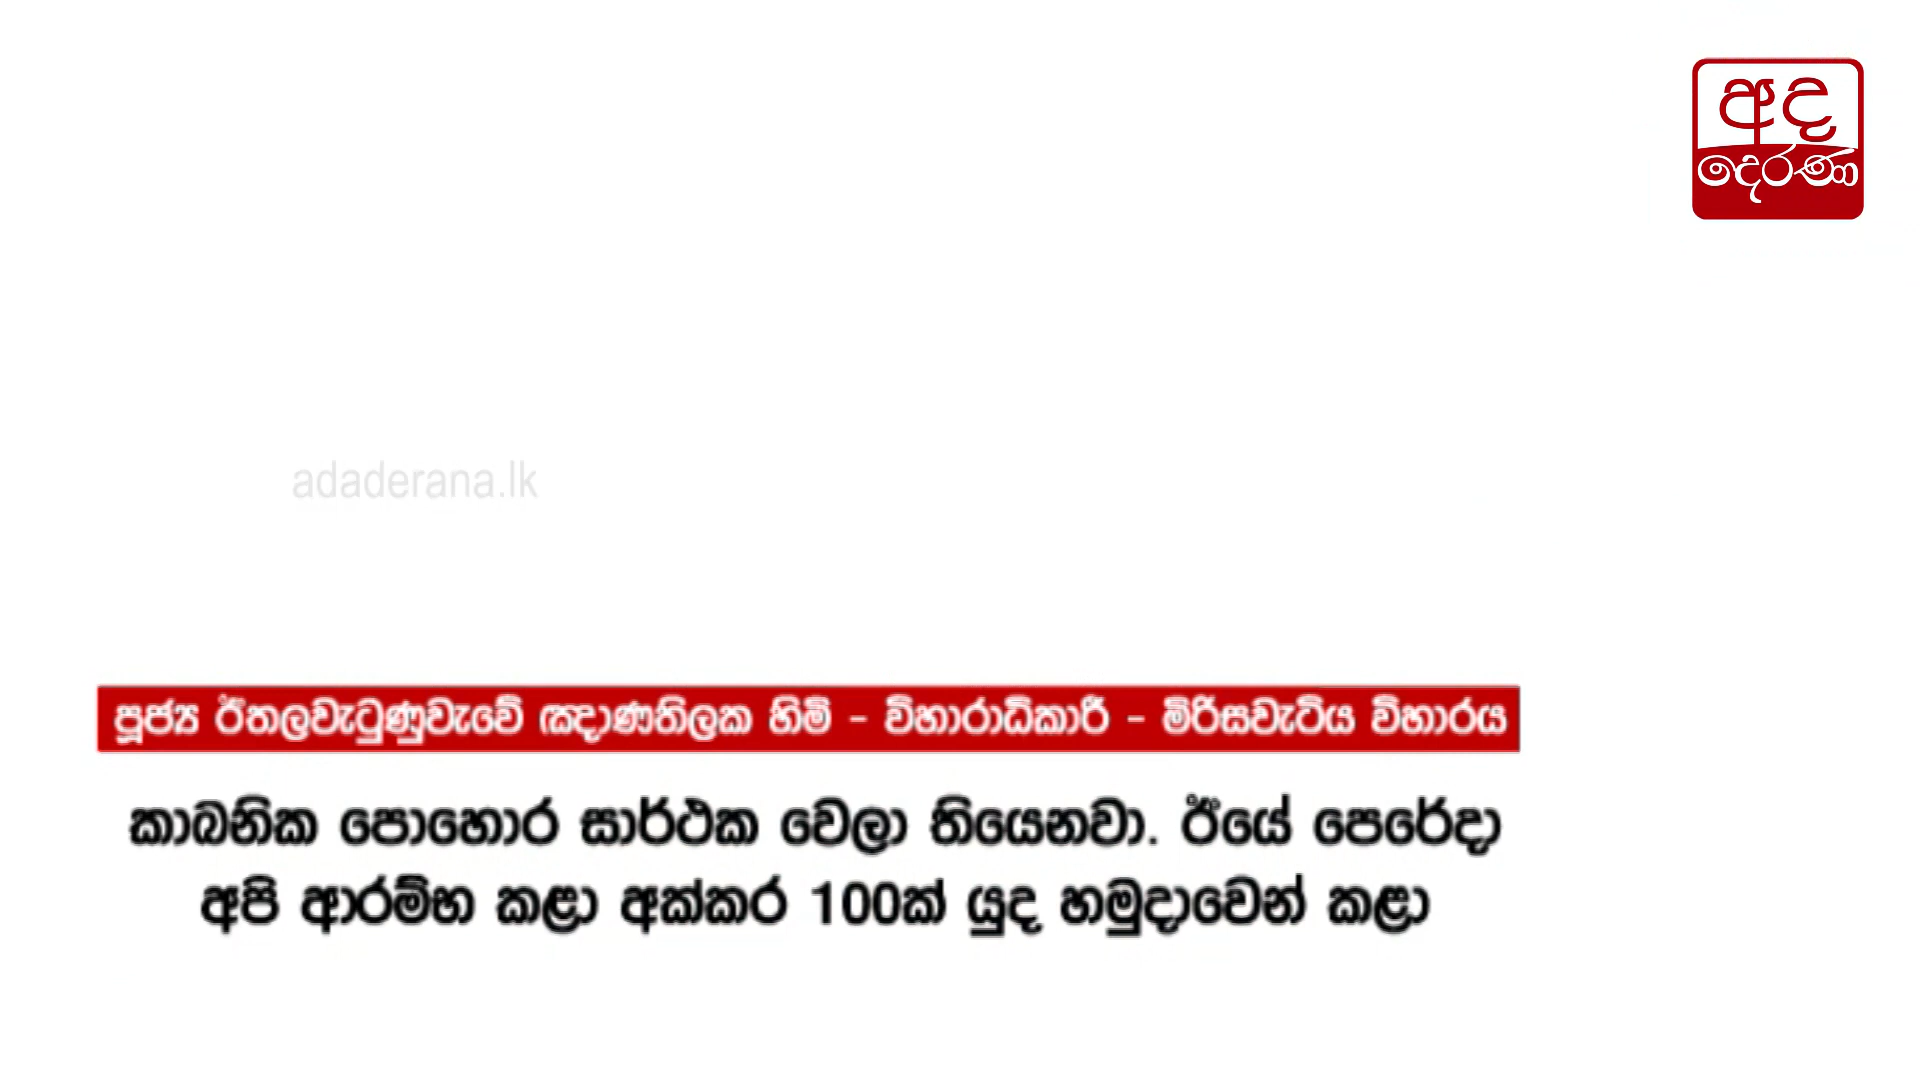 අද
දෙරණ
adaderana.lk
පූජ්‍ය ඊතලවැටුණුවැවේ ඤාණතිලක හිමි - විහාරාධිකාරී - මිරිසවැටිය විහාරය
කාබනික පොහොර සාර්ථක වෙලා තියෙනවා. ඊයේ පෙරේදා
අපි ආරම්භ කළා අක්කර 100ක් යුද හමුදාවෙන් කළා